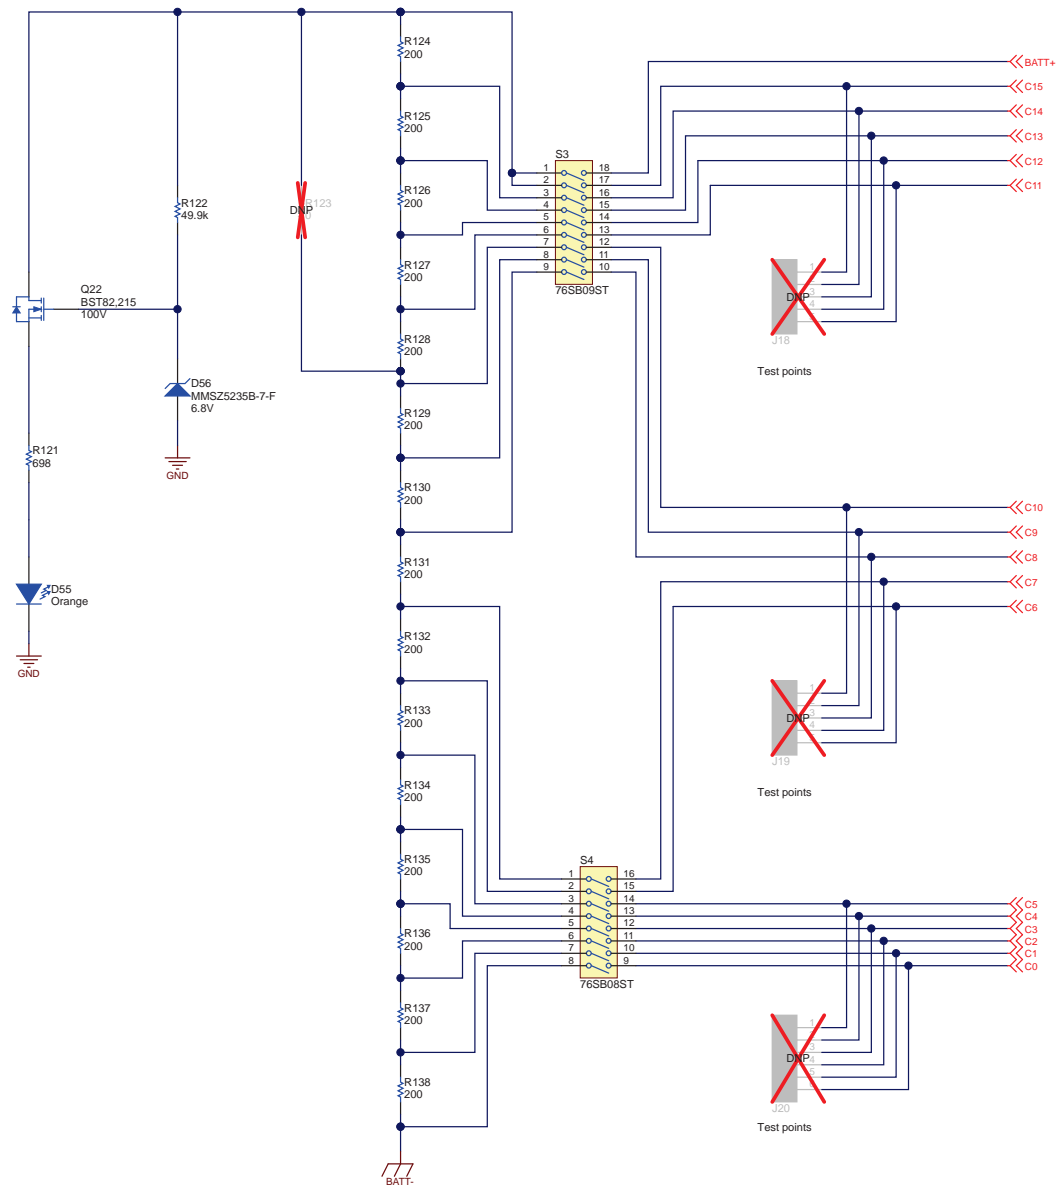 R124
200
BATT+
C15
R125
200
C14
C13
S3
C12
1 18
2 17
C11
R126
200
3 16
4 15
5 14
6 13
7 12
8 11
9 10
76SB09ST
R122
49.9k
R123
DNP
R127
200
Q22
BST82,215
100V
DNP
J18
R128
200
Test points
D56
MMSZ5235B-7-F
6.8V
R129
200
R121
698
GND
R130
200
C10
C9
C8
R131
200
C7
D55
Orange
C6
R132
200
GND
R133
200
DNP
J19
R134
200
Test points
R135
200
S4
1 16
2 15
3 14
4 13
5 12
6 11
7 10
8 9
76SB08ST
C5
C4
C3
C2
C1
C0
R136
200
R137
200
DNP
R138
200
J20
Test points
BATT-